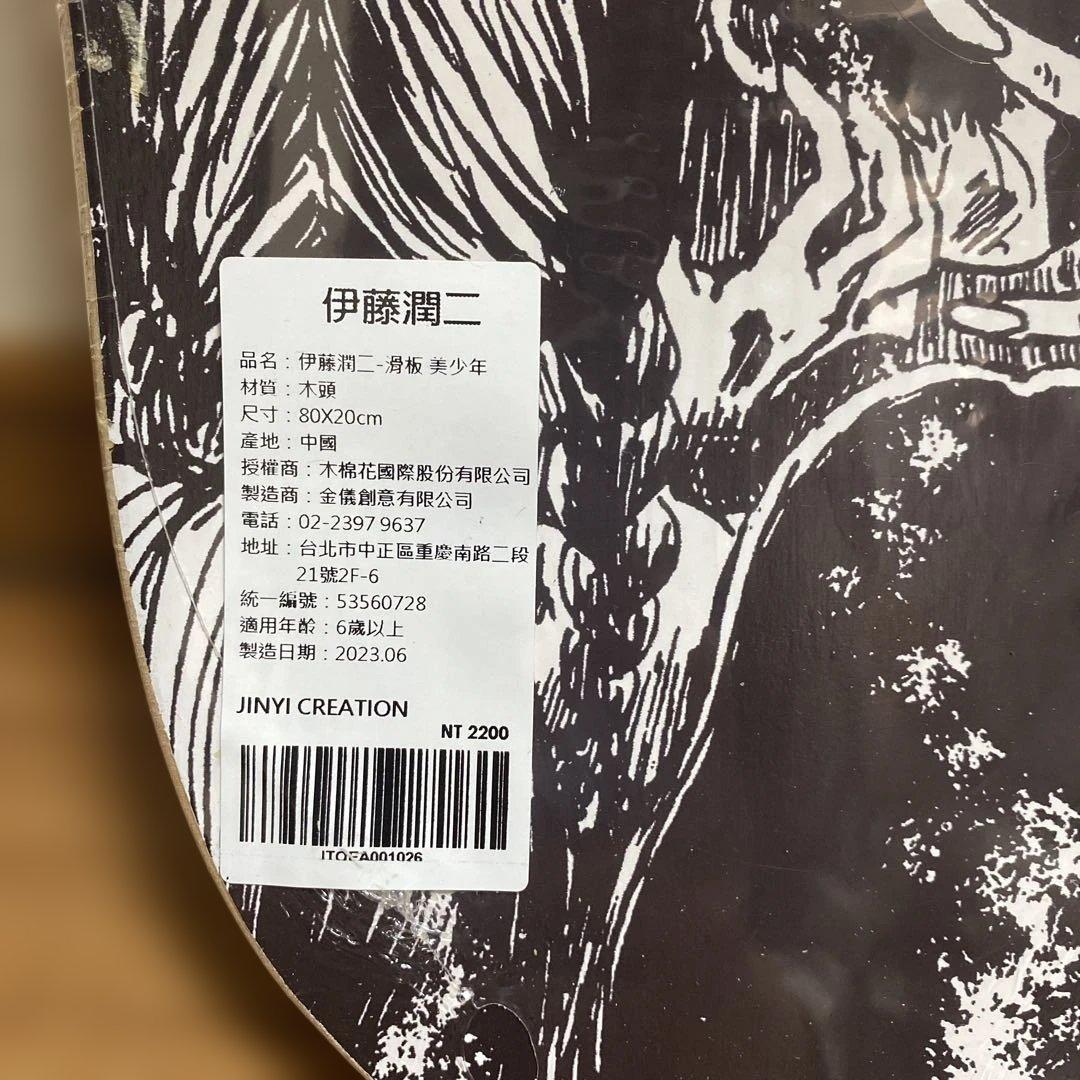 伊藤潤二
品名：伊藤潤二-滑板 美少年
材質：木頭
尺寸：80X20cm
產地：中國
授權商：木棉花國際股份有限公司
製造商：金儀創意有限公司
電話：02-2397 9637
地址：台北市中正區重慶南路二段
21號2F-6
統一編號：53560728
適用年齡：6歲以上
製造日期：2023.06
JINYI CREATION
NT 2200